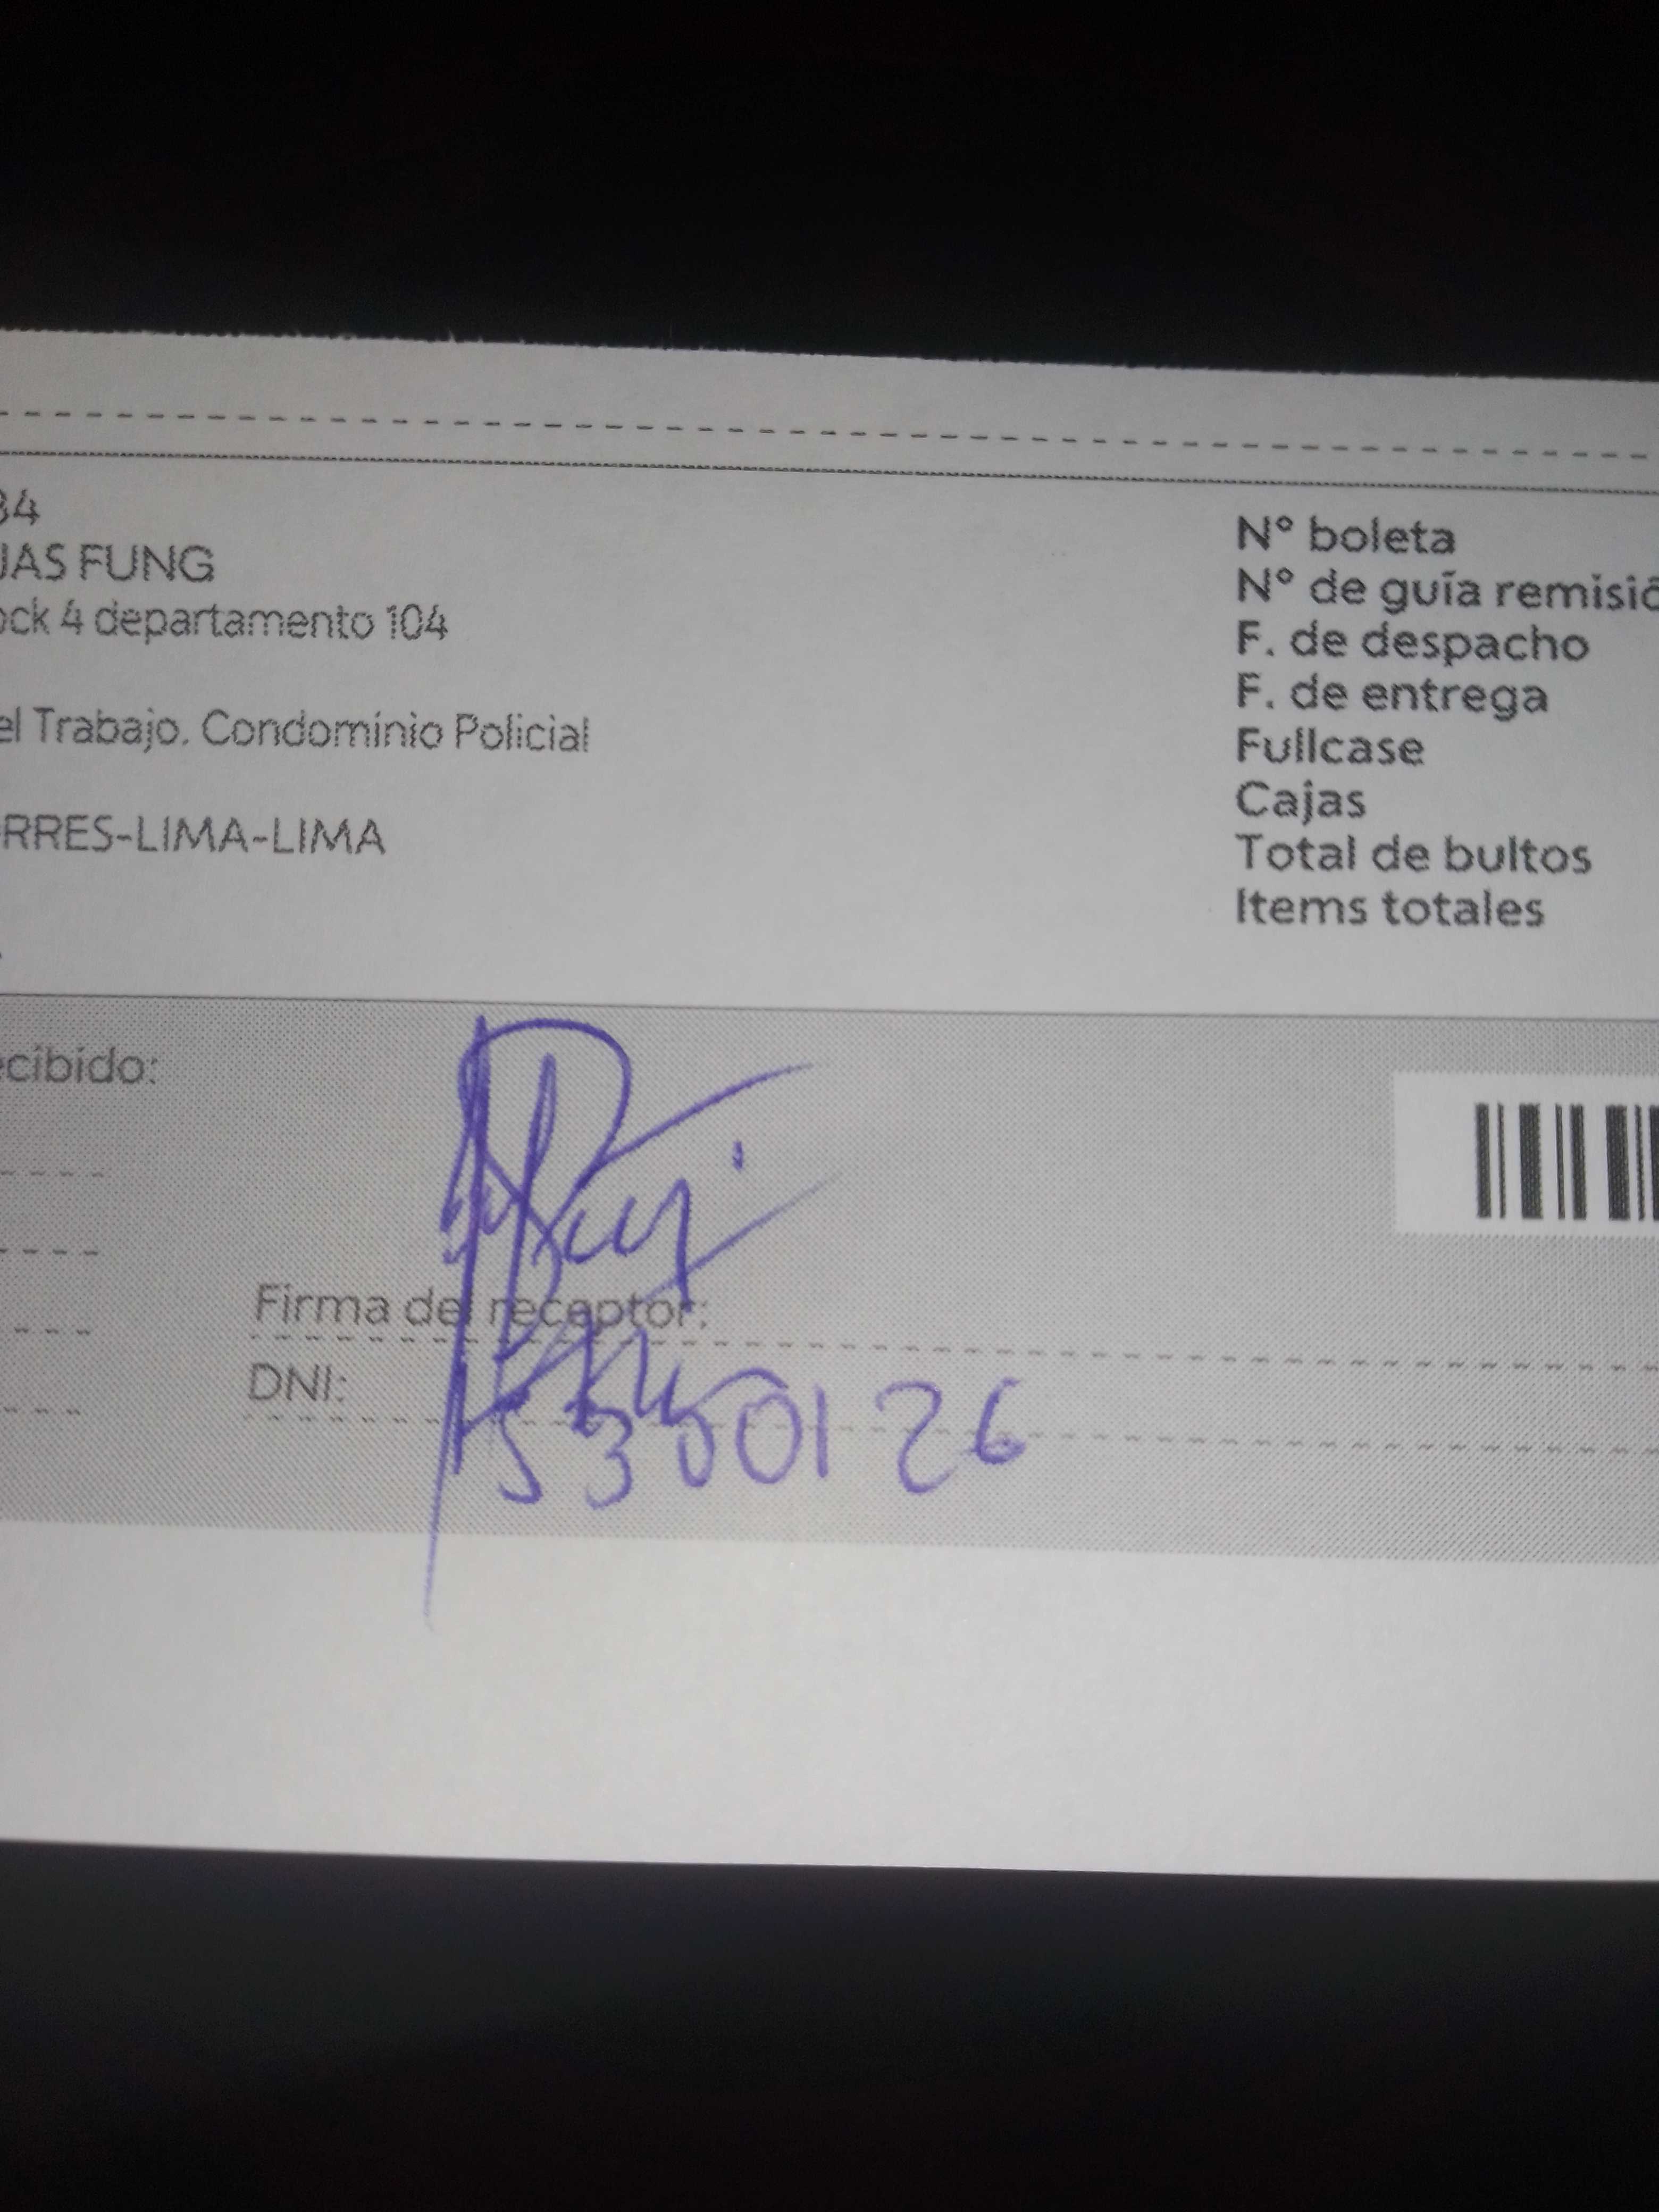 34
JAS FUNG
ock 4 departamento 104
el Trabajo. Condominio Policial
RRES-LIMA-LIMA
N° boleta
N° de guía remisió
F. de despacho
F. de entrega
Fullcase
Cajas
Total de bultos
Items totales
ecibido:
Firma del receptor:
DNI: